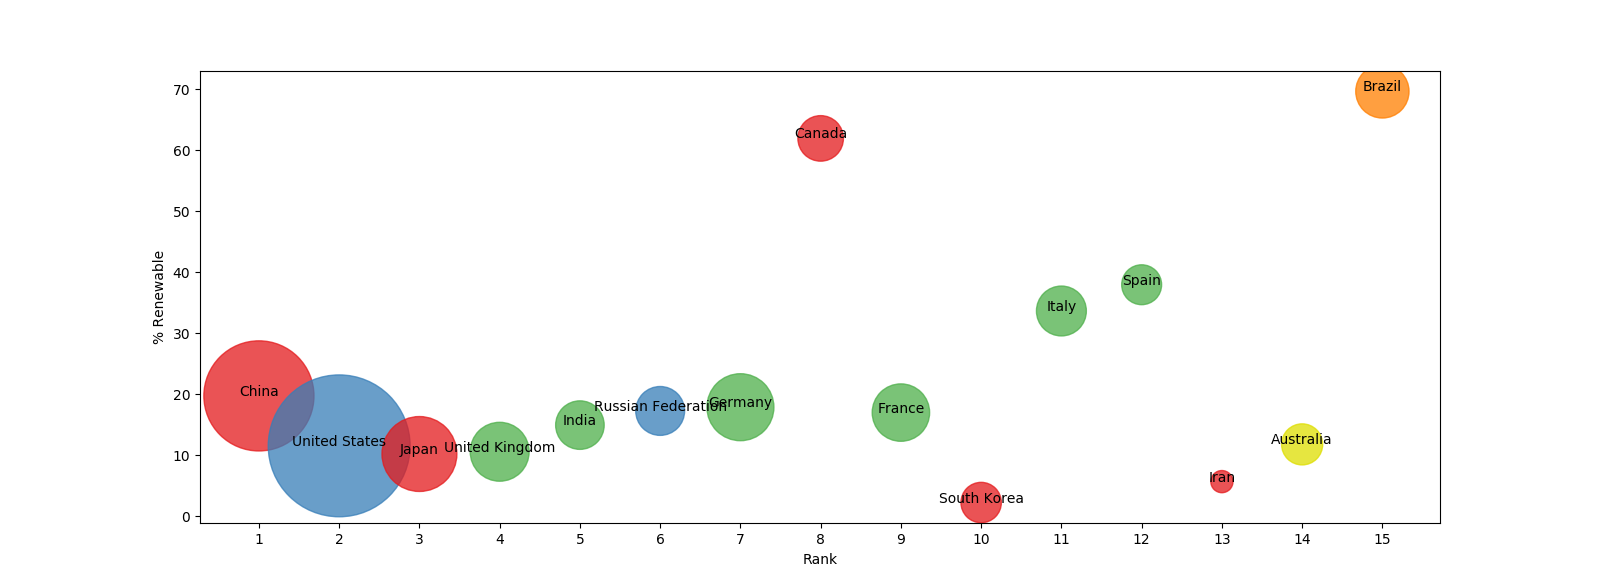 70
60
50
40
30
20
10
0
% Renewable
Brazil
Canada
Spain
Italy
China
Germany
Russian Federation
France
India
United States
Australia
United Kingdom
Japan
Iran
South Korea
1 2 3 4 5 6 7 8 9 10 11 12 13 14 15
Rank